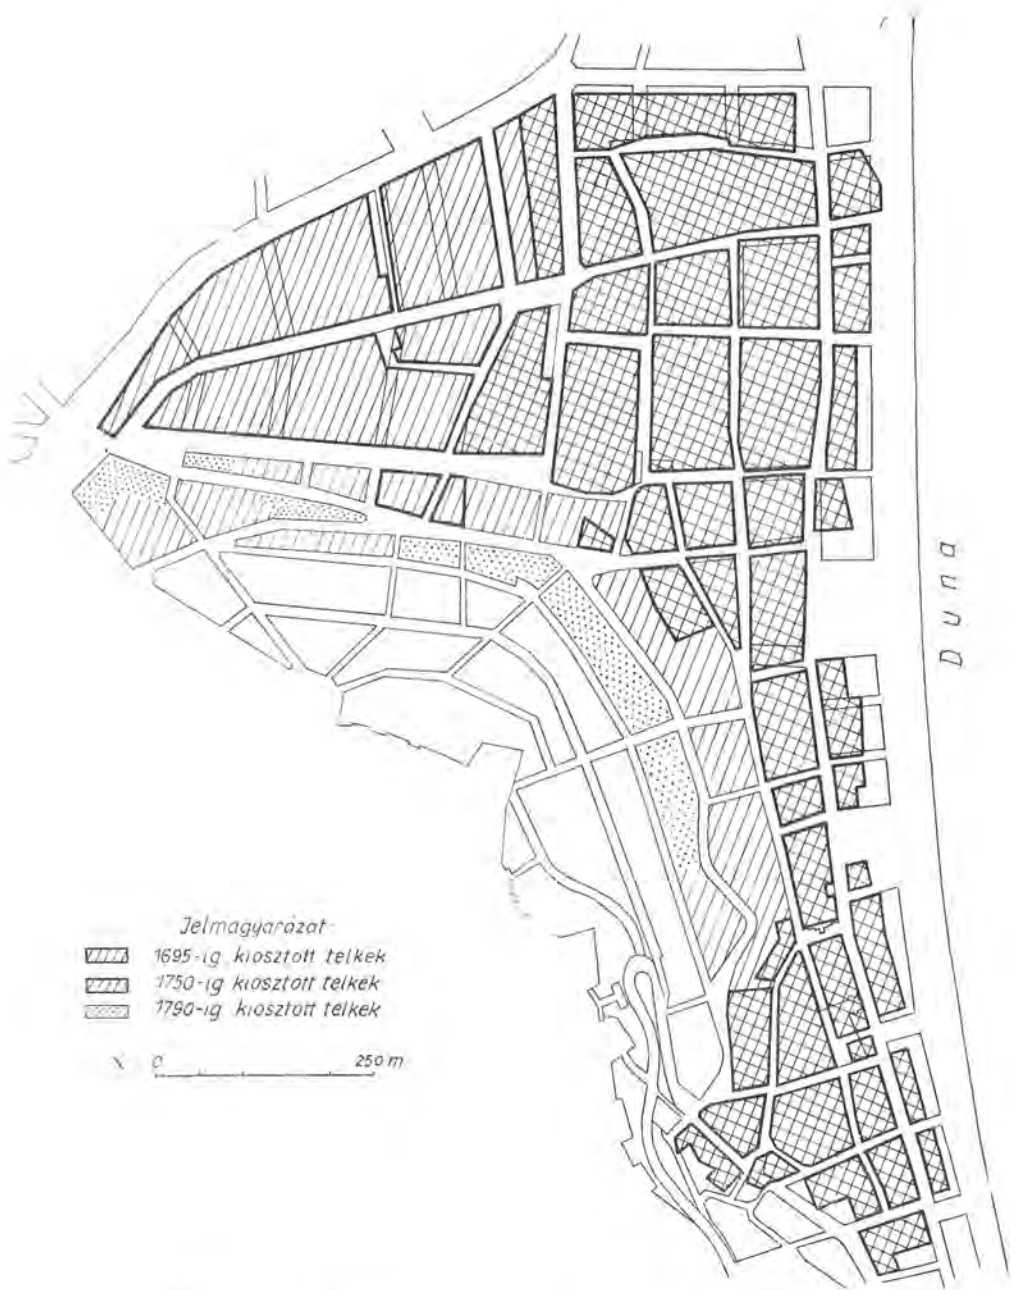 Duna
Jelmagyarázat
1695-ig kiosztott telkek
1750-ig kiosztott telkek
1790-ig kiosztott telkek
0 250 m